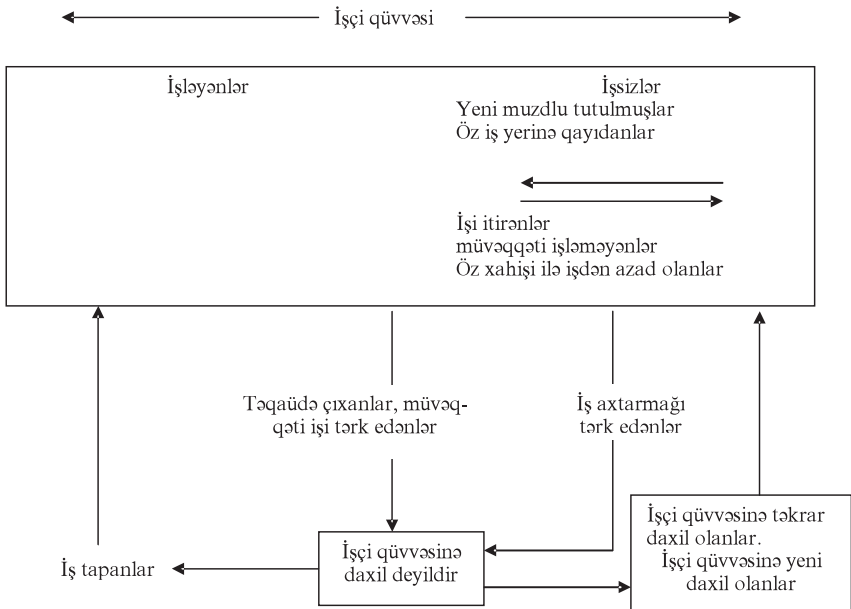 İşçi qüvvəsi
İşləyənlər
İşsizlər
Yeni muzdlu tutulmuşlar
Öz iş yerinə qayıdanlar
İşi itirənlər
müvəqqəti işləməyənlər
Öz xahişi ilə işdən azad olanlar
Təqaüdə çıxanlar, müvəq-
qəti işi tərk edənlər
İş axtarmağı
tərk edənlər
İş tapanlar
İşçi qüvvəsinə
daxil deyildir
İşçi qüvvəsinə təkrar
daxil olanlar.
İşçi qüvvəsinə yeni
daxil olanlar